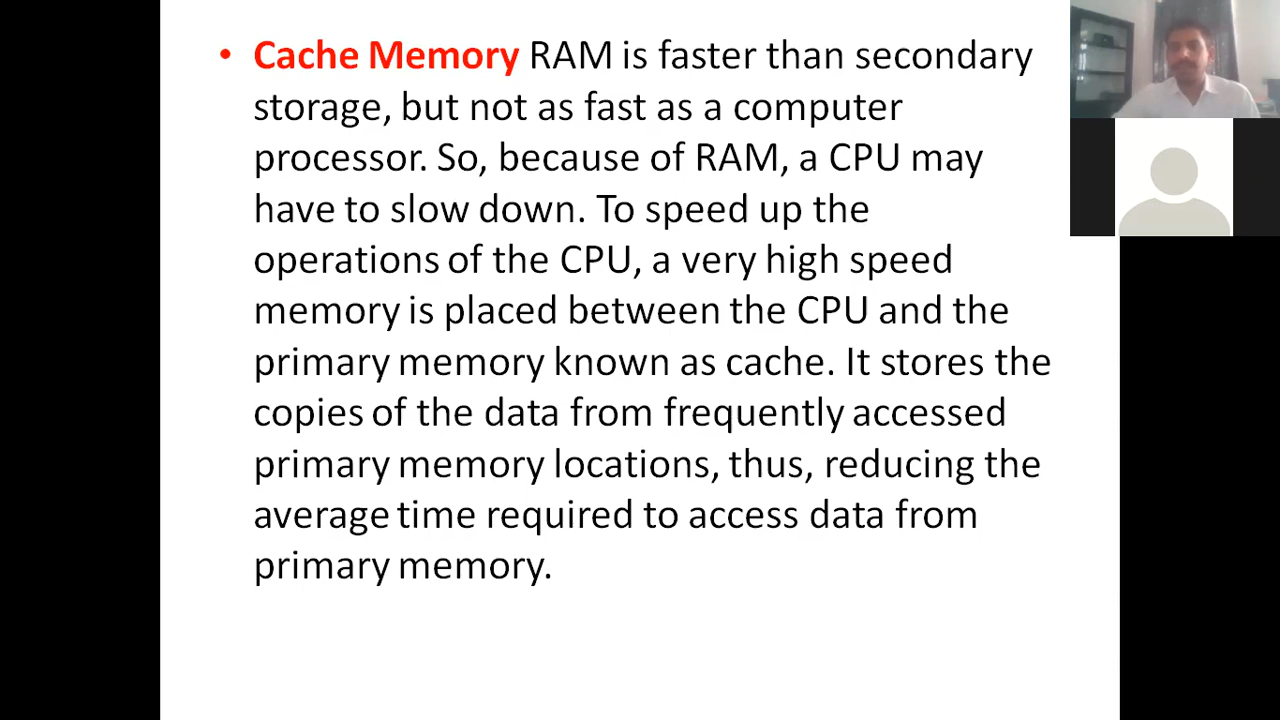 • Cache Memory RAM is faster than secondary
storage, but not as fast as a computer
processor. So, because of RAM, a CPU may
have to slow down. To speed up the
operations of the CPU, a very high speed
memory is placed between the CPU and the
primary memory known as cache. It stores the
copies of the data from frequently accessed
primary memory locations, thus, reducing the
average time required to access data from
primary memory.